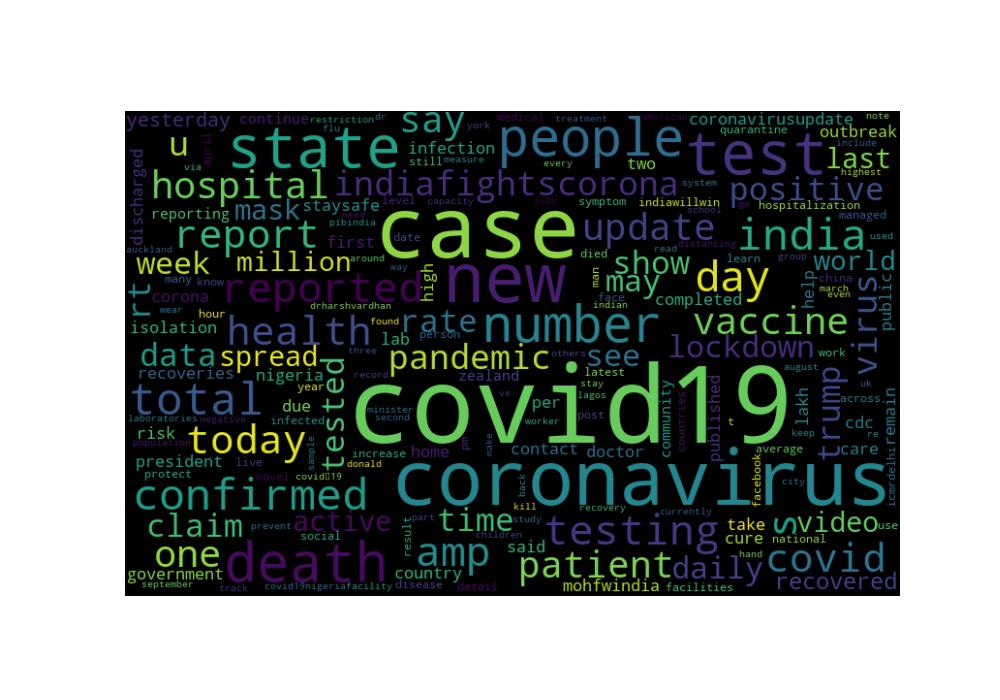 yesterday continue restriction dr say medical treatment york american coronavirusupdate note
flu
u state infection people test quarantine outbreak
via april still measure every two last include
discharged hospital indiafightscorona system positive highest
level capacity july symptom indiawillwin school go hospitalization
reporting mask staysafe case update distancing managed used
pibindia neen
auckland report first date died read india
week million around way high man show learn group world
many know indian may day china public
corona drharshvardhan face completed march even help
rt wear hour reported new virus
isolation health found rate person number vaccine
lab
data spread three pandemic others see lockdown work
recoveries nigeria record zealand latest august uk
year stay
total due tested minister ve per lagos community published lakh trump across remain
laboratories negative infected second covid19 post countries t keep cdc re
risk today sample increase pm make worker average care icmrdelhi
population home contact doctor
president live donald
protect novel covid19 coronavirus facebook city
confirmed back recovery
claim prevent active result part time kill study currently take s video use
social testing cure national
one death amp said children hand covid
government country patient daily recovered
september track covid19nigeria facility disease detail mohfwindia facilities